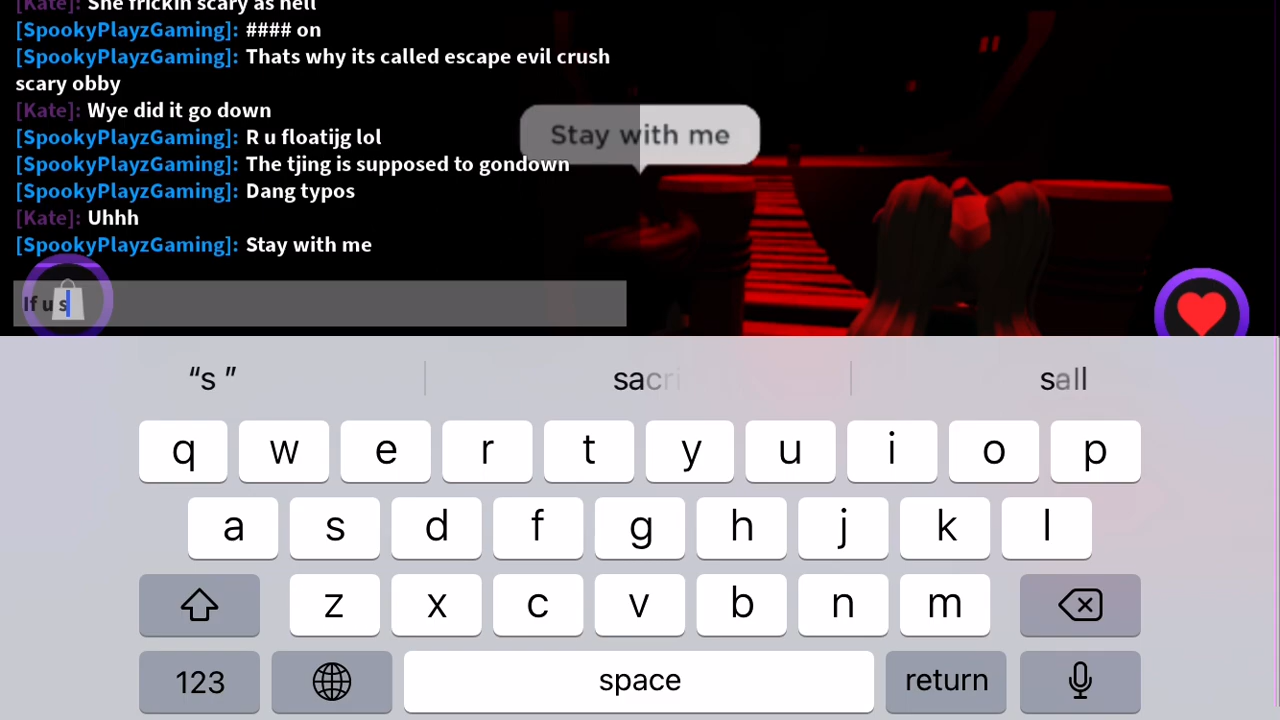 [Kate]: She frickin scary as hell
[SpookyPlayzGaming]: #### on
[SpookyPlayzGaming]: Thats why its called escape evil crush
scary obby
[Kate]: Wye did it go down
[SpookyPlayzGaming]: R u floatijg lol
[SpookyPlayzGaming]: The tjing is supposed to gondown
[SpookyPlayzGaming]: Dang typos
[Kate]: Uhhh
[SpookyPlayzGaming]: Stay with me
Stay with me
If u s
“s ” sacri sall
q w e r t y u i o p
a s d f g h j k l
z x c v b n m
123 space return